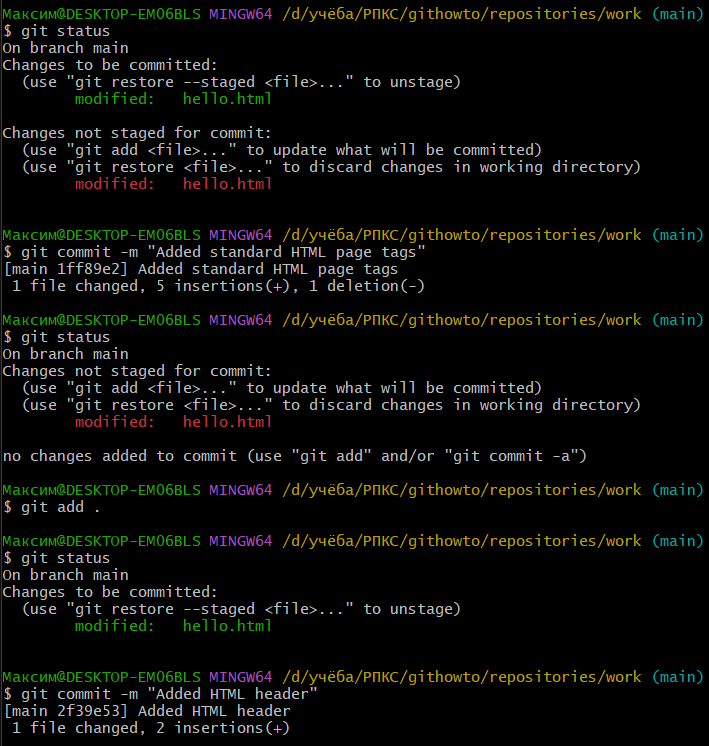 Максим@DESKTOP-EMO6BLS MINGW64 /d/учёба/РПКС/githowto/repositories/work (main)
$ git status
On branch main
Changes to be committed:
  (use "git restore --staged <file>..." to unstage)
        modified:   hello.html

Changes not staged for commit:
  (use "git add <file>..." to update what will be committed)
  (use "git restore <file>..." to discard changes in working directory)
        modified:   hello.html


Максим@DESKTOP-EMO6BLS MINGW64 /d/учёба/РПКС/githowto/repositories/work (main)
$ git commit -m "Added standard HTML page tags"
[main 1ff89e2] Added standard HTML page tags
 1 file changed, 5 insertions(+), 1 deletion(-)

Максим@DESKTOP-EMO6BLS MINGW64 /d/учёба/РПКС/githowto/repositories/work (main)
$ git status
On branch main
Changes not staged for commit:
  (use "git add <file>..." to update what will be committed)
  (use "git restore <file>..." to discard changes in working directory)
        modified:   hello.html

no changes added to commit (use "git add" and/or "git commit -a")

Максим@DESKTOP-EMO6BLS MINGW64 /d/учёба/РПКС/githowto/repositories/work (main)
$ git add .

Максим@DESKTOP-EMO6BLS MINGW64 /d/учёба/РПКС/githowto/repositories/work (main)
$ git status
On branch main
Changes to be committed:
  (use "git restore --staged <file>..." to unstage)
        modified:   hello.html


Максим@DESKTOP-EMO6BLS MINGW64 /d/учёба/РПКС/githowto/repositories/work (main)
$ git commit -m "Added HTML header"
[main 2f39e53] Added HTML header
 1 file changed, 2 insertions(+)